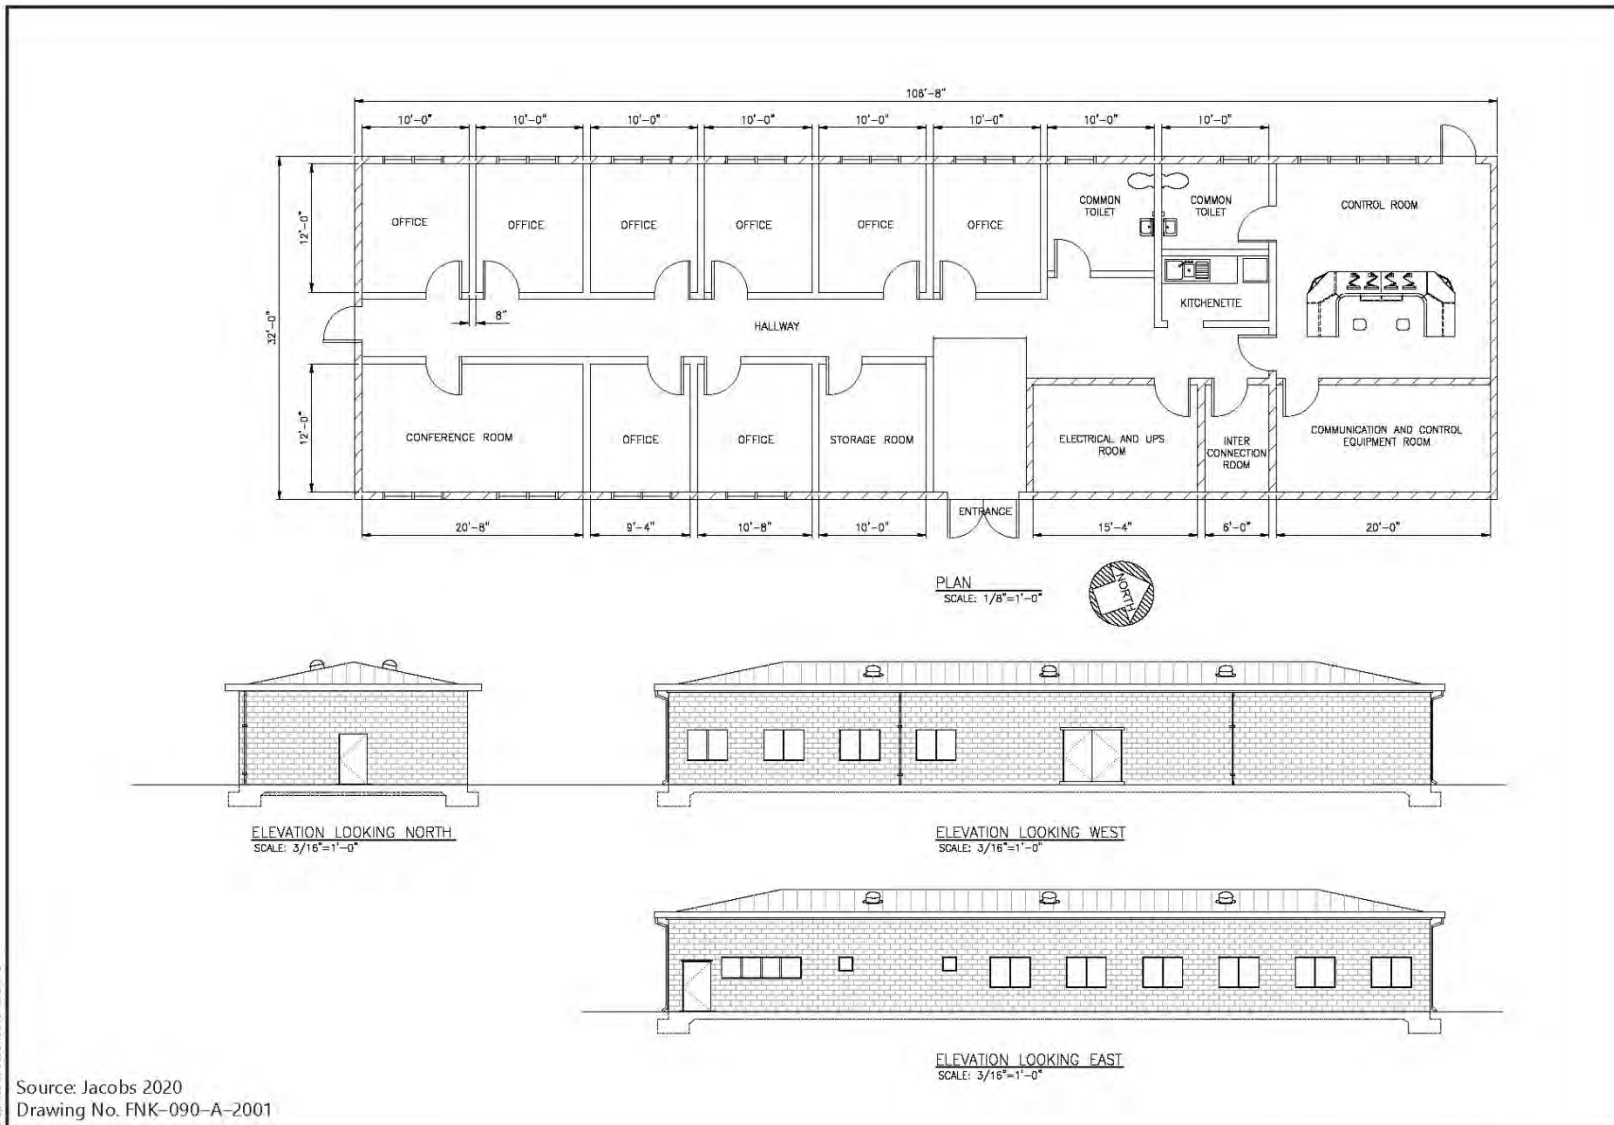 106'-8"
10'-0" 10'-0" 10'-0" 10'-0" 10'-0" 10'-0" 10'-0" 10'-0"
32'-0"
12'-0"
OFFICE
OFFICE
OFFICE
OFFICE
OFFICE
OFFICE
COMMON
TOILET
COMMON
TOILET
CONTROL ROOM
KITCHENETTE
8"
HALLWAY
12'-0"
CONFERENCE ROOM
OFFICE
OFFICE
STORAGE ROOM
ELECTRICAL AND UPS
ROOM
INTER
CONNECTION
ROOM
COMMUNICATION AND CONTROL
EQUIPMENT ROOM
ENTRANCE
20'-8" 9'-4" 10'-8" 10'-0" 15'-4" 6'-0" 20'-0"
PLAN
SCALE: 1/8"=1'-0"
NORTH
ELEVATION LOOKING NORTH
SCALE: 3/16"=1'-0"
ELEVATION LOOKING WEST
SCALE: 3/16"=1'-0"
ELEVATION LOOKING EAST
SCALE: 3/16"=1'-0"
Source: Jacobs 2020
Drawing No. FNK-090-A-2001